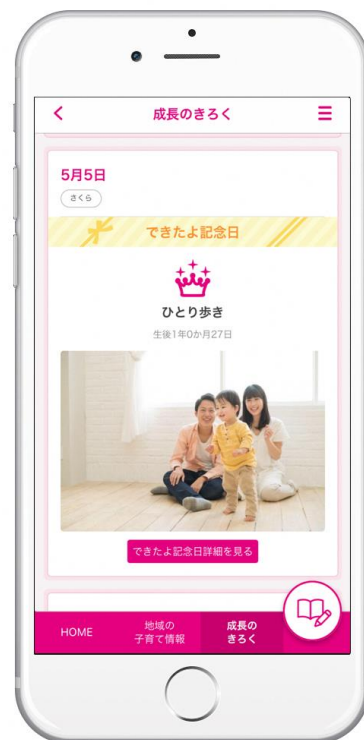 成長のきろく
5月5日
さくら
できたよ記念日
ひとり歩き
生後1年0か月27日
できたよ記念日詳細を見る
HOME
地域の
子育て情報
成長の
きろく